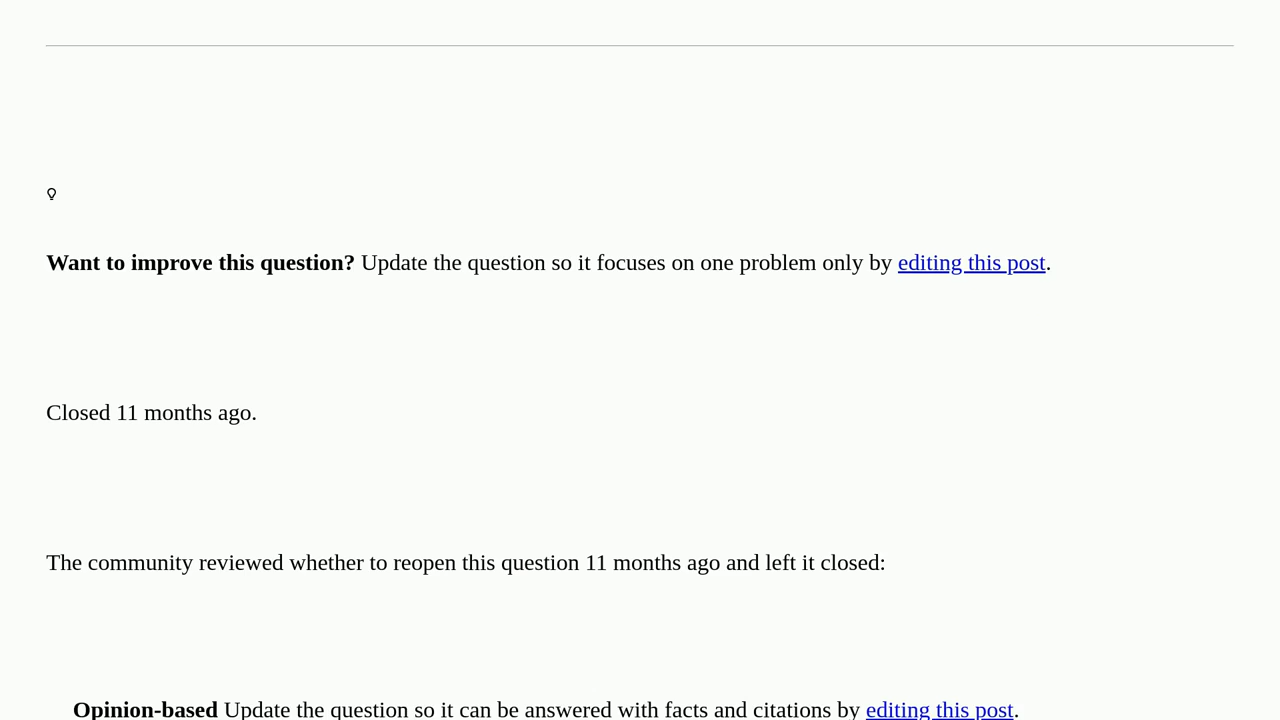 Want to improve this question? Update the question so it focuses on one problem only by editing this post.
Closed 11 months ago.
The community reviewed whether to reopen this question 11 months ago and left it closed:
Opinion-based Update the question so it can be answered with facts and citations by editing this post.